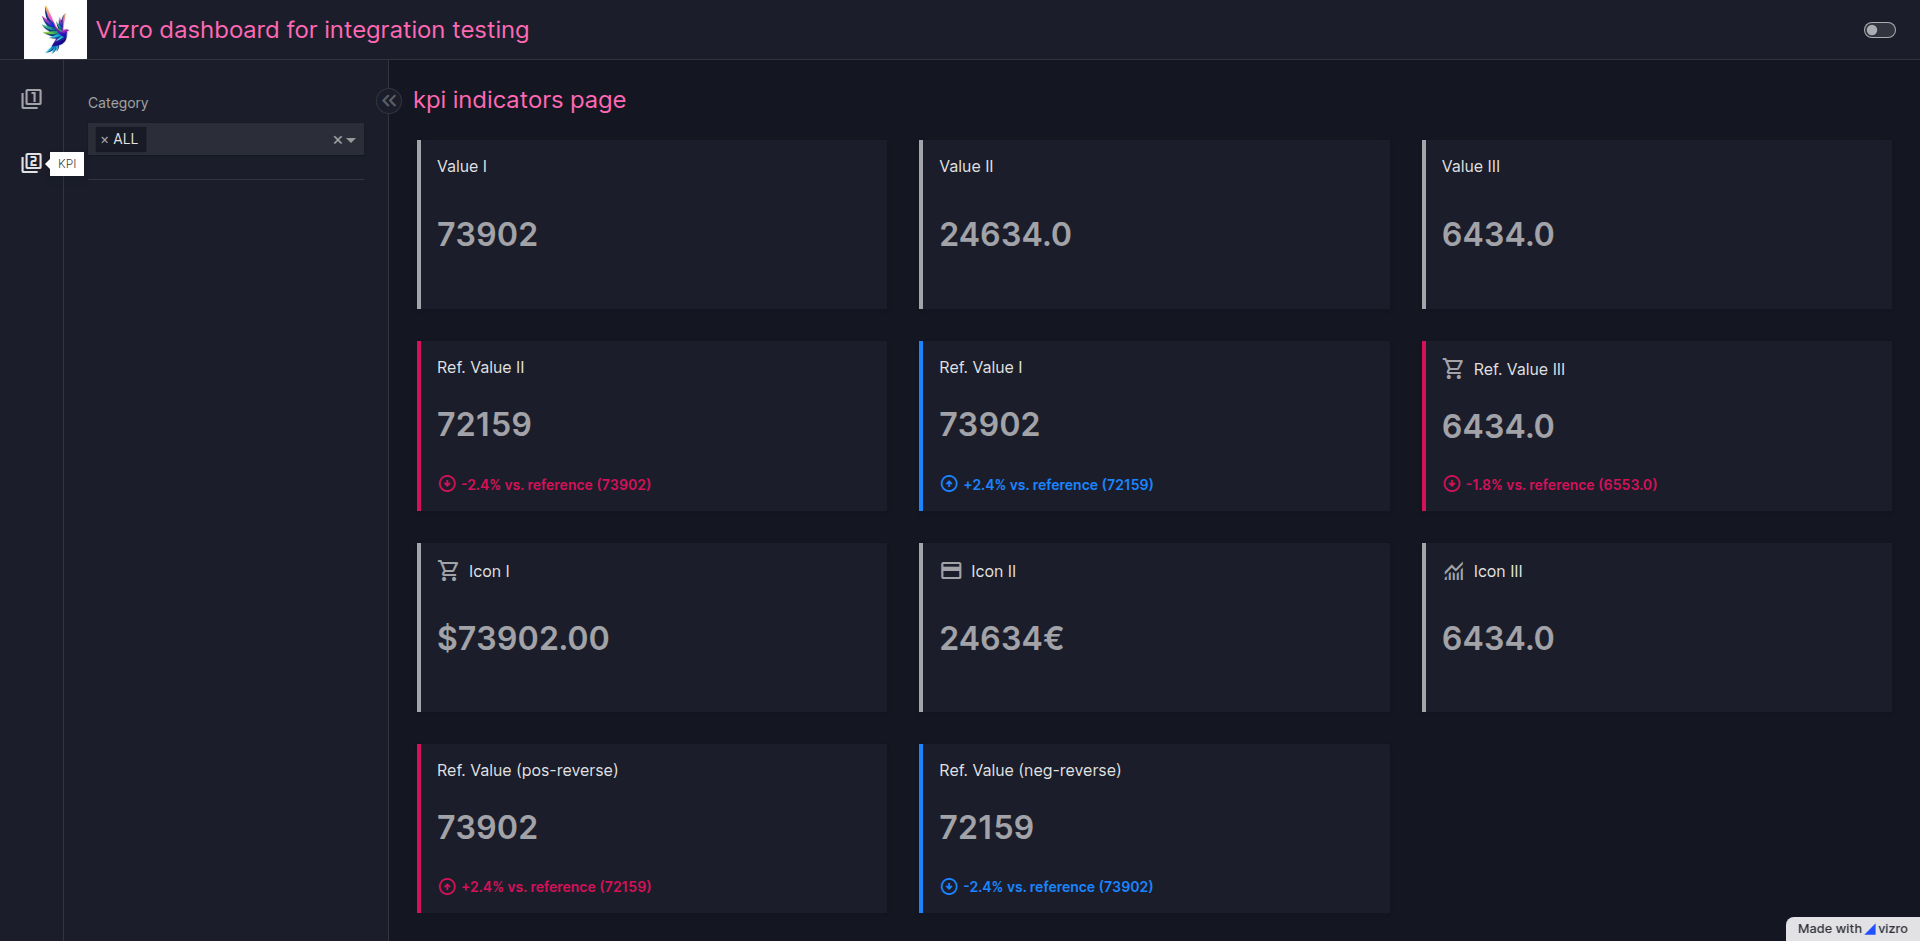 Vizro dashboard for integration testing
1
2
KPI
Category
× ALL
×
kpi indicators page
Value I
73902
Value II
24634.0
Value III
6434.0
Ref. Value II
72159
-2.4% vs. reference (73902)
Ref. Value I
73902
+2.4% vs. reference (72159)
Ref. Value III
6434.0
-1.8% vs. reference (6553.0)
Icon I
$73902.00
Icon II
24634€
Icon III
6434.0
Ref. Value (pos-reverse)
73902
+2.4% vs. reference (72159)
Ref. Value (neg-reverse)
72159
-2.4% vs. reference (73902)
Made with vizro